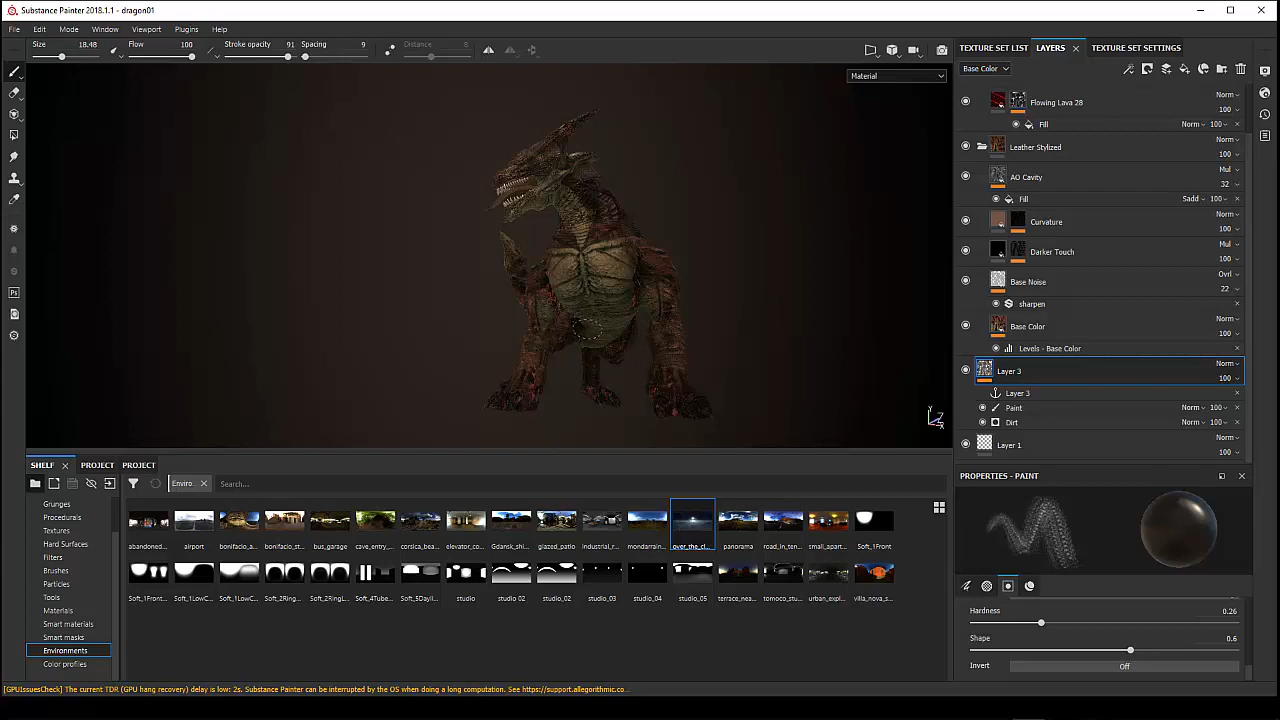 Substance Painter 2018.1.1 - dragon01
File Edit Mode Window Viewport Plugins Help
Size 18.48 Flow 100 Stroke opacity 91 Spacing 9 Distance 8
Material
TEXTURE SET LIST LAYERS TEXTURE SET SETTINGS
Base Color
Flowing Lava 28 Norm 100
Fill Norm 100
Leather Stylized Norm 100
AO Cavity Mul 32
Fill Sadd 100
Curvature Norm 100
Darker Touch Mul 100
Base Noise Ovrl 22
sharpen
Base Color Norm 100
Levels - Base Color
Layer 3 Norm 100
Layer 3
Paint Norm 100
Dirt Norm 100
Layer 1 Norm 100
SHELF PROJECT PROJECT
Enviro... Search...
Grunges
Procedurals
Textures
Hard Surfaces
Filters
Brushes
Particles
Tools
Materials
Smart materials
Smart masks
Environments
Color profiles
abandoned... airport bonifacio_a... bonifacio_st... bus_garage cave_entry_... corsica_bea... elevator_co... Gdansk_shi... glazed_patio industrial_r... mondarrain... over_the_cl... panorama road_in_ten... small_apart... Soft_1Front
Soft_1Front... Soft_1LowC... Soft_1LowC... Soft_2Ring... Soft_2RingL... Soft_4Tube... Soft_5Dayli... studio studio 02 studio_02 studio_03 studio_04 studio_05 terrace_nea... tomoco_stu... urban_expl... villa_nova_s...
PROPERTIES - PAINT
Hardness 0.26
Shape 0.6
Invert Off
[GPUIssuesCheck] The current TDR (GPU hang recovery) delay is low: 2s. Substance Painter can be interrupted by the OS when doing a long computation. See https://support.allegorithmic.co...
Ps
Y
Z
X